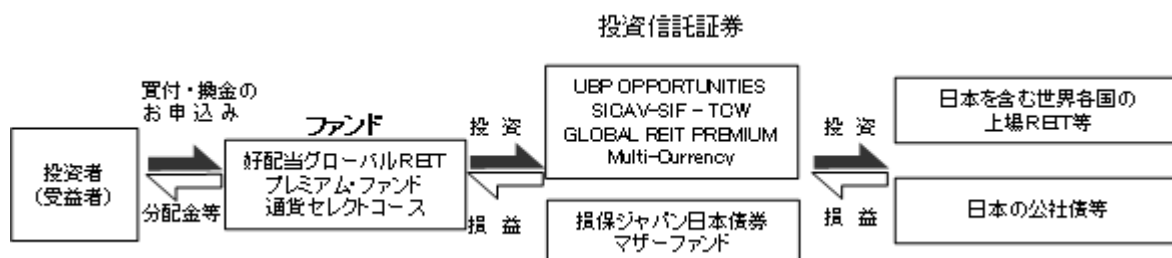 投資信託証券
買付・換金の
お申込み
ファンド
投資
UBP OPPORTUNITIES
SICAV-SIF - TCW
GLOBAL REIT PREMIUM
Multi-Currency
投資
日本を含む世界各国の
上場REIT等
投資者
(受益者)
好配当グローバルREIT
プレミアム・ファンド
通貨セレクトコース
分配金等
損益
損保ジャパン日本債券
マザーファンド
損益
日本の公社債等